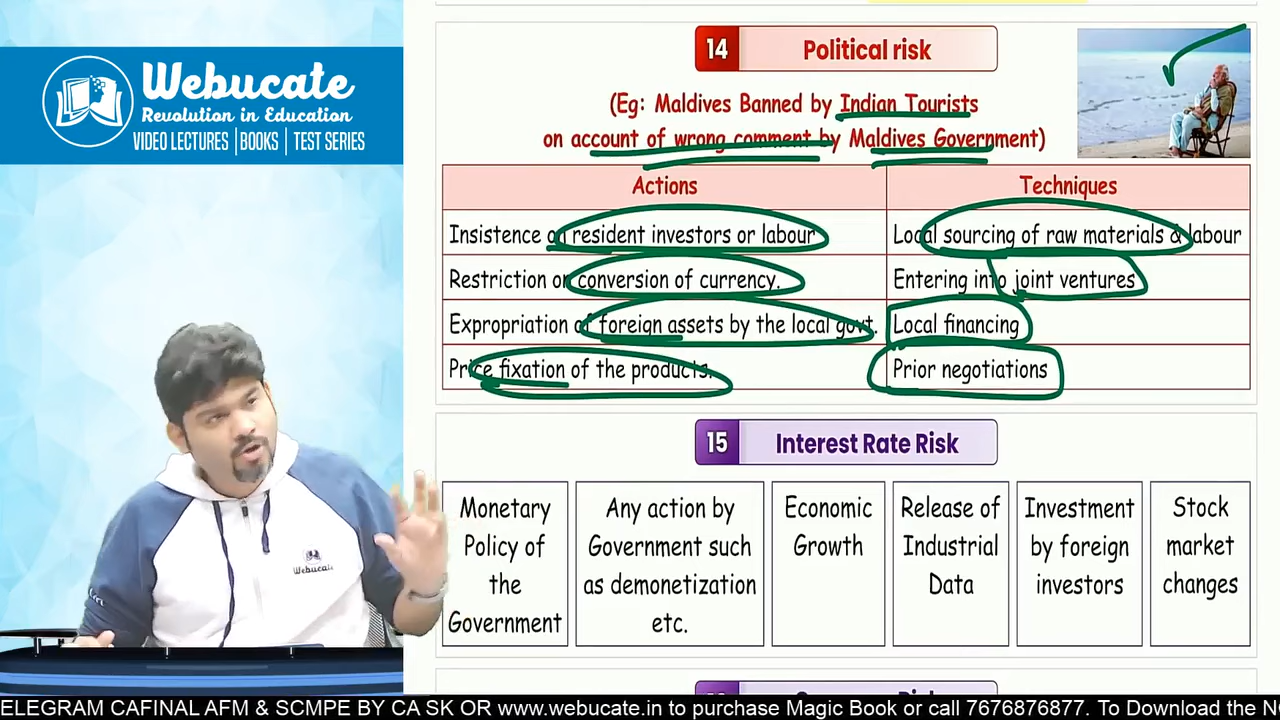 Webucate
Revolution in Education
VIDEO LECTURES | BOOKS | TEST SERIES
14 Political risk
(Eg: Maldives Banned by Indian Tourists
on account of wrong comment by Maldives Government)
Actions Techniques
Insistence on resident investors or labour Local sourcing of raw materials & labour
Restriction on conversion of currency. Entering into joint ventures
Expropriation of foreign assets by the local govt. Local financing
Price fixation of the products. Prior negotiations
15 Interest Rate Risk
Monetary
Policy of
the
Government
Any action by
Government such
as demonetization
etc.
Economic
Growth
Release of
Industrial
Data
Investment
by foreign
investors
Stock
market
changes
Webucate
ELEGRAM CAFINAL AFM & SCMPE BY CA SK OR www.webucate.in to purchase Magic Book or call 7676876877. To Download the N